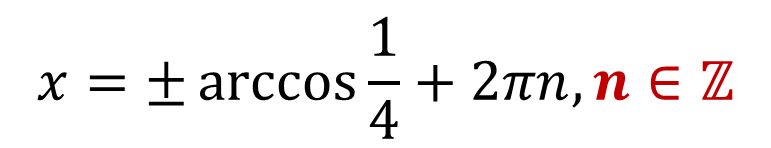 x = ± arccos 1/4 + 2πn, n ∈ ℤ